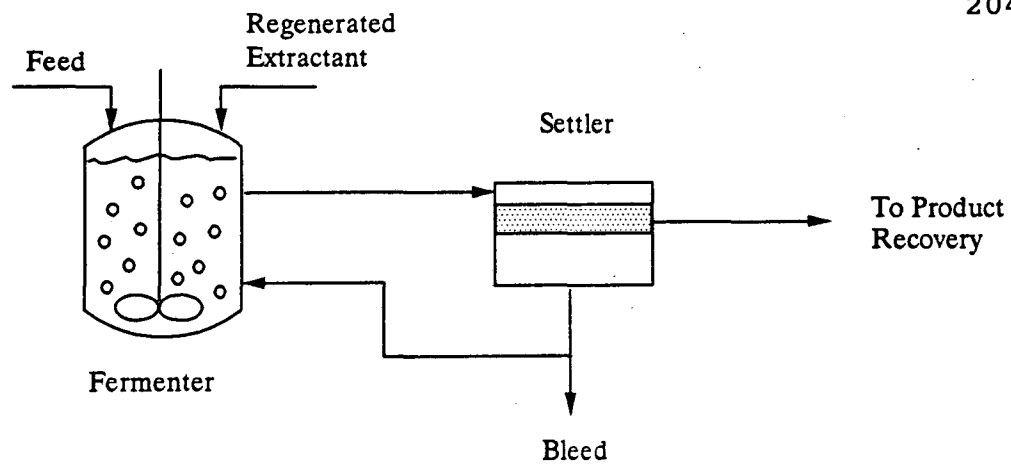 204
Regenerated
Extractant
Feed
Settler
To Product
Recovery
Fermenter
Bleed